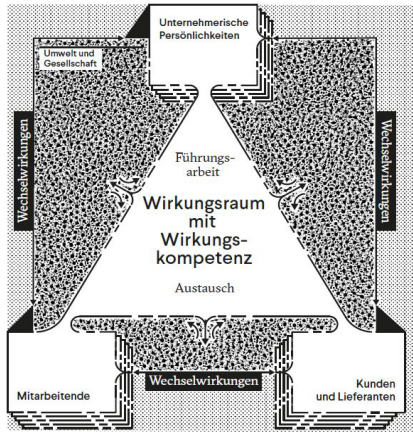 Unternehmerische
Persönlichkeiten
Umwelt und
Gesellschaft
Wechselwirkungen
Wechselwirkungen
Führungs-
arbeit
Wirkungsraum
mit
Wirkungs-
kompetenz
Austausch
Wechselwirkungen
Mitarbeitende
Kunden
und Lieferanten